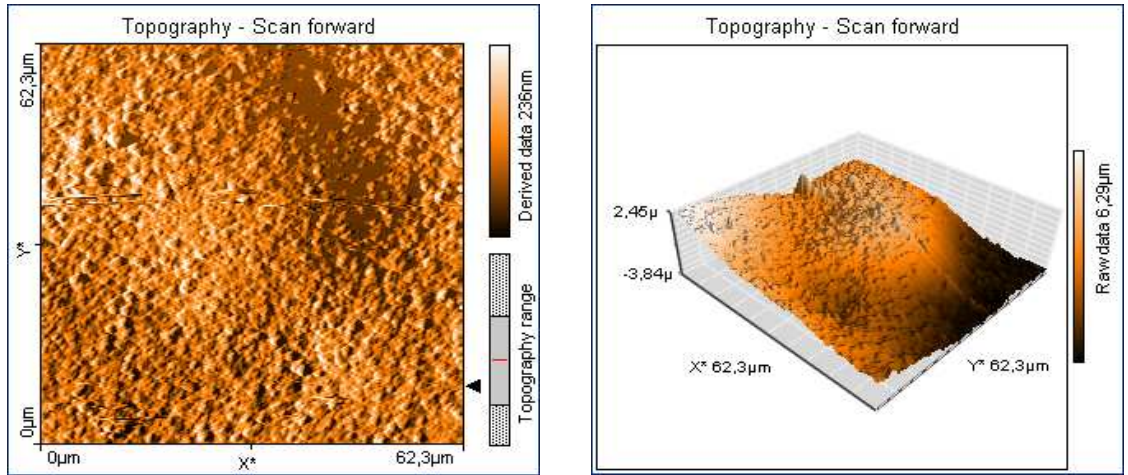 Topography - Scan forward
62,3µm
Y*
0µm
0µm
X*
62,3µm
Derived data 236nm
Topography range
Topography - Scan forward
2,45µ
-3,84µ
X* 62,3µm
Y* 62,3µm
Raw data 6,29µm